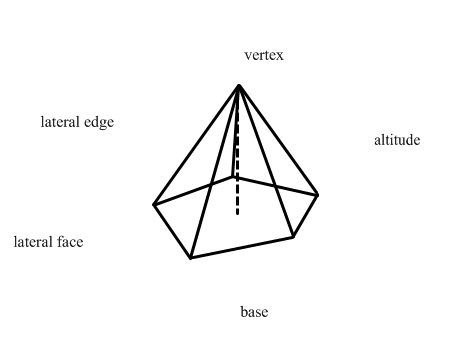 vertex
lateral edge
altitude
lateral face
base